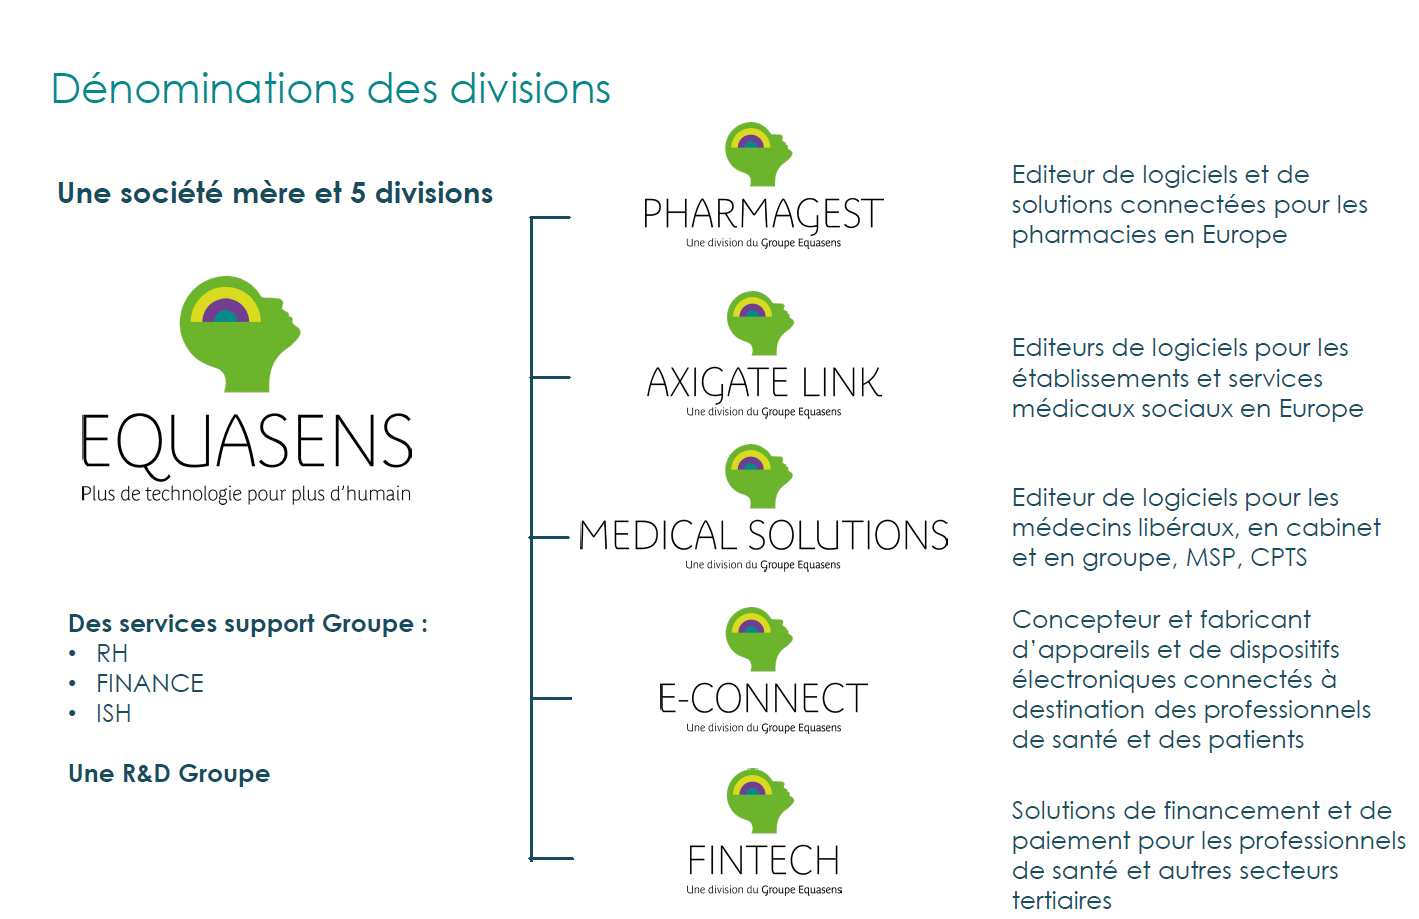 Dénominations des divisions
Une société mère et 5 divisions
EQUASENS
Plus de technologie pour plus d’humain
Des services support Groupe :
• RH
• FINANCE
• ISH
Une R&D Groupe
PHARMAGEST
Une division du Groupe Equasens
Editeur de logiciels et de
solutions connectées pour les
pharmacies en Europe
AXIGATE LINK
Une division du Groupe Equasens
Editeurs de logiciels pour les
établissements et services
médicaux sociaux en Europe
MEDICAL SOLUTIONS
Une division du Groupe Equasens
Editeur de logiciels pour les
médecins libéraux, en cabinet
et en groupe, MSP, CPTS
E-CONNECT
Une division du Groupe Equasens
Concepteur et fabricant
d’appareils et de dispositifs
électroniques connectés à
destination des professionnels
de santé et des patients
FINTECH
Une division du Groupe Equasens
Solutions de financement et de
paiement pour les professionnels
de santé et autres secteurs
tertiaires